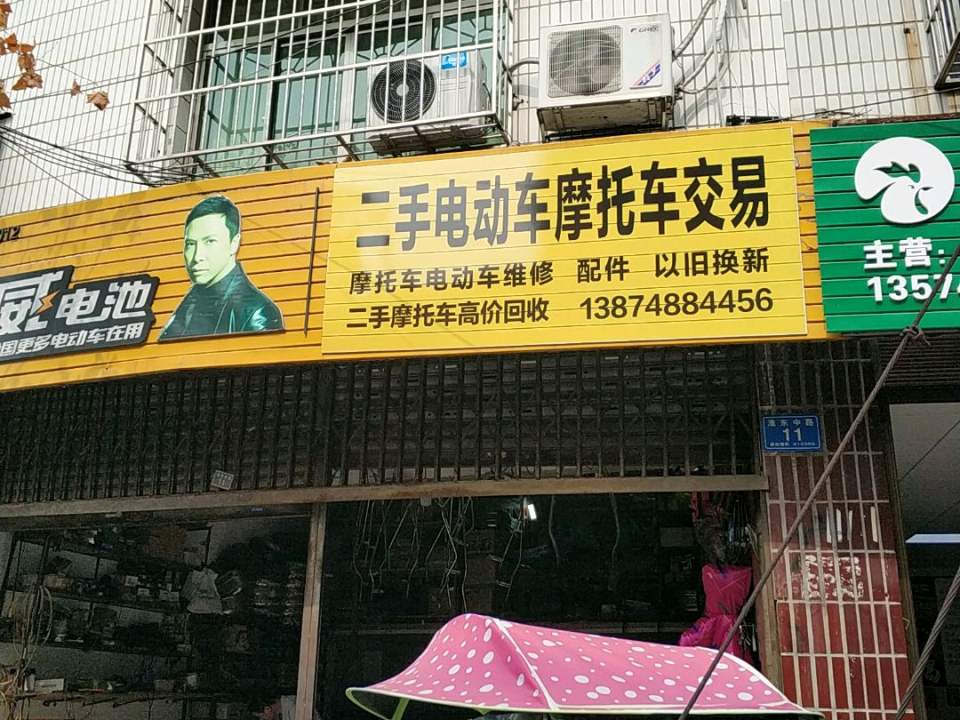 威电池
国更多电动车在用
二手电动车摩托车交易
摩托车电动车维修 配件 以旧换新
二手摩托车高价回收 13874884456
主营:
13574
11